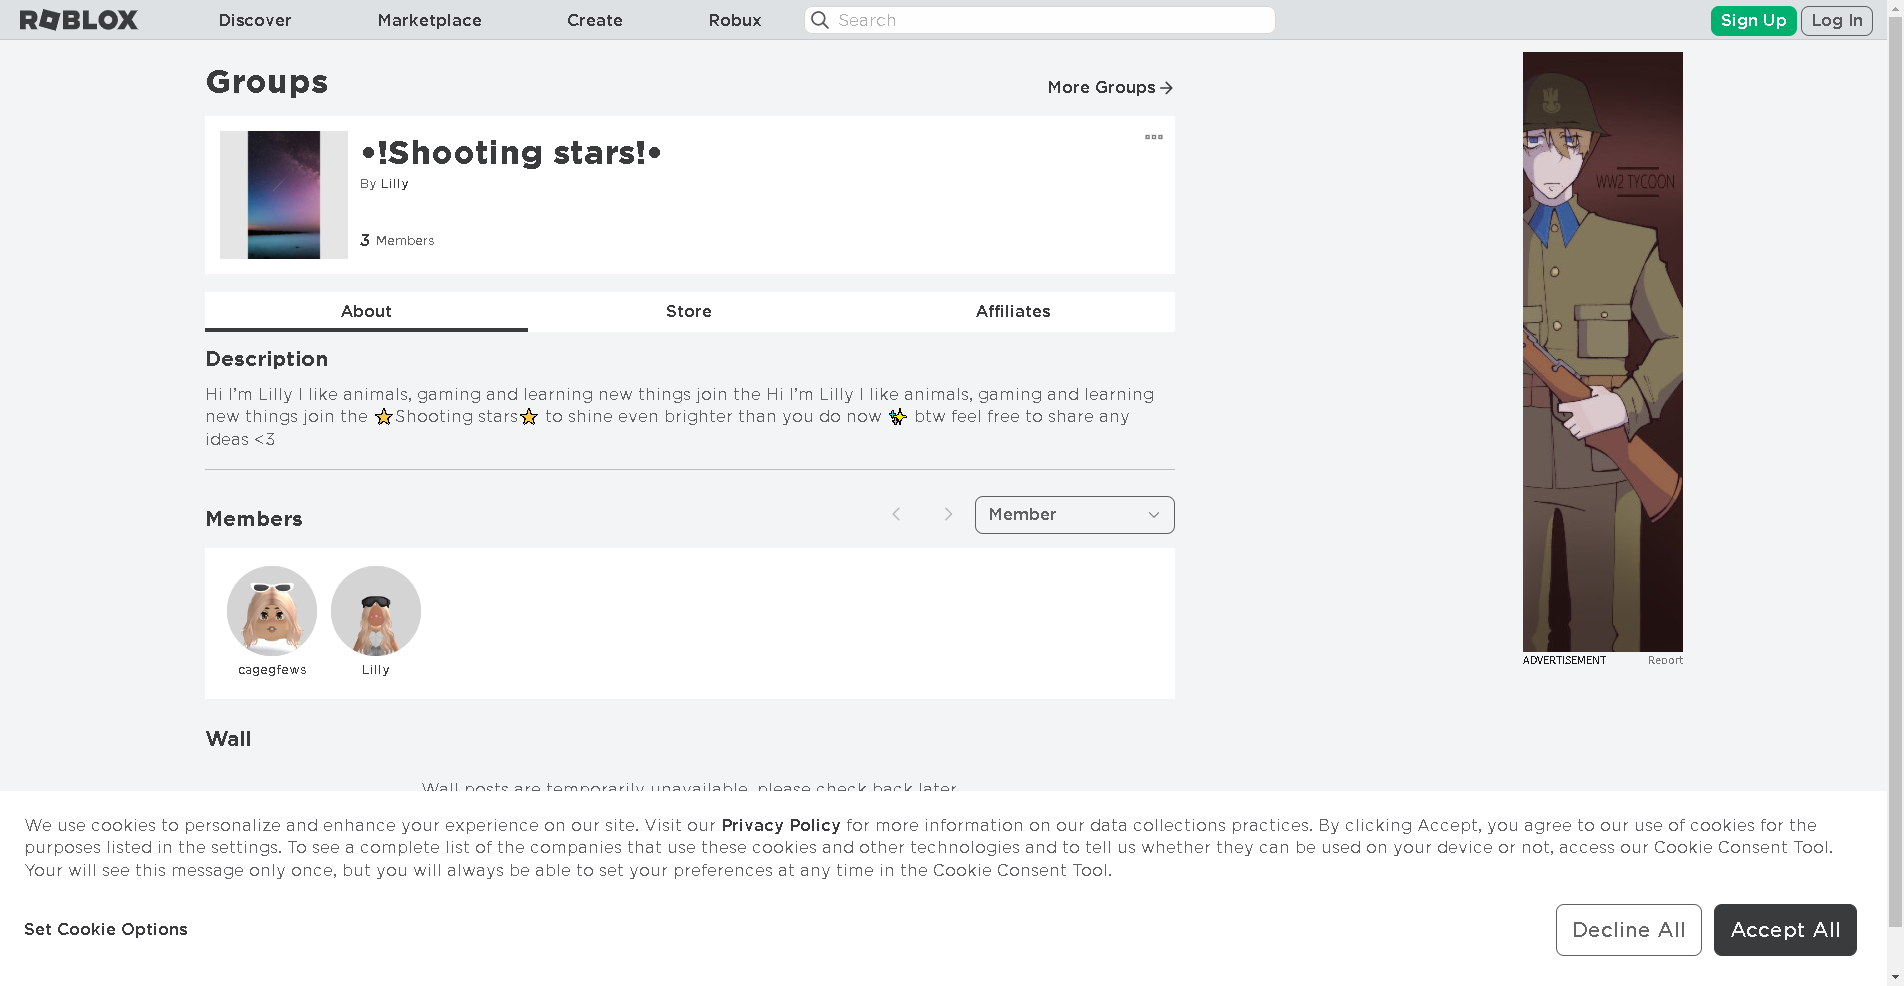 ROBLOX
Discover
Marketplace
Create
Robux
Search
Sign Up
Log In
Groups
More Groups
•!Shooting stars!•
By Lilly
3 Members
About
Store
Affiliates
Description
Hi I'm Lilly I like animals, gaming and learning new things join the Hi I'm Lilly I like animals, gaming and learning
new things join the ⭐Shooting stars⭐ to shine even brighter than you do now ✨ btw feel free to share any
ideas <3
Members
Member
cagegfews
Lilly
Wall
Wall posts are temporarily unavailable, please check back later.
WW2 TYCOON
ADVERTISEMENT
Report
We use cookies to personalize and enhance your experience on our site. Visit our Privacy Policy for more information on our data collections practices. By clicking Accept, you agree to our use of cookies for the
purposes listed in the settings. To see a complete list of the companies that use these cookies and other technologies and to tell us whether they can be used on your device or not, access our Cookie Consent Tool.
Your will see this message only once, but you will always be able to set your preferences at any time in the Cookie Consent Tool.
Set Cookie Options
Decline All
Accept All